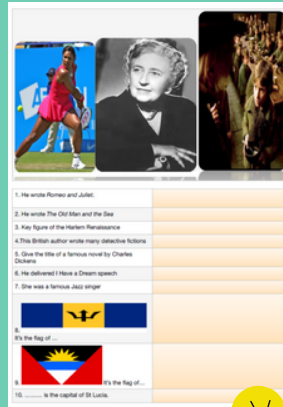 1. He wrote Romeo and Juliet.
2. He wrote The Old Man and the Sea
3. Key figure of the Harlem Renaissance
4.This British author wrote many detective fictions
5. Give the title of a famous novel by Charles
Dickens
6. He delivered I Have a Dream speech
7. She was a famous Jazz singer
8.
It's the flag of ...
9. It's the flag of...
10. .......... is the capital of St Lucia.